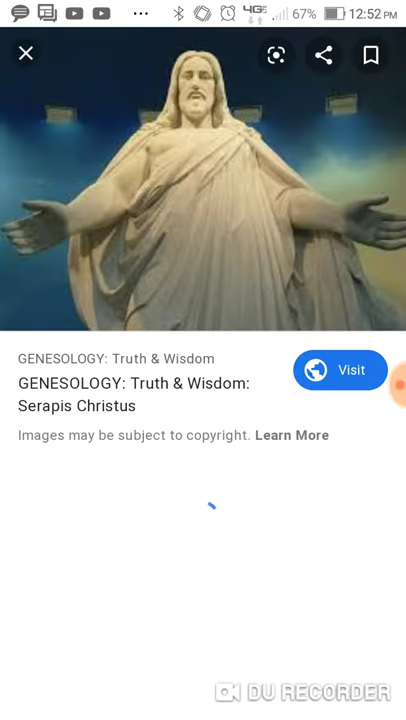 4G
67%
12:52 PM
GENESOLOGY: Truth & Wisdom
Visit
GENESOLOGY: Truth & Wisdom:
Serapis Christus
Images may be subject to copyright. Learn More
DU RECORDER